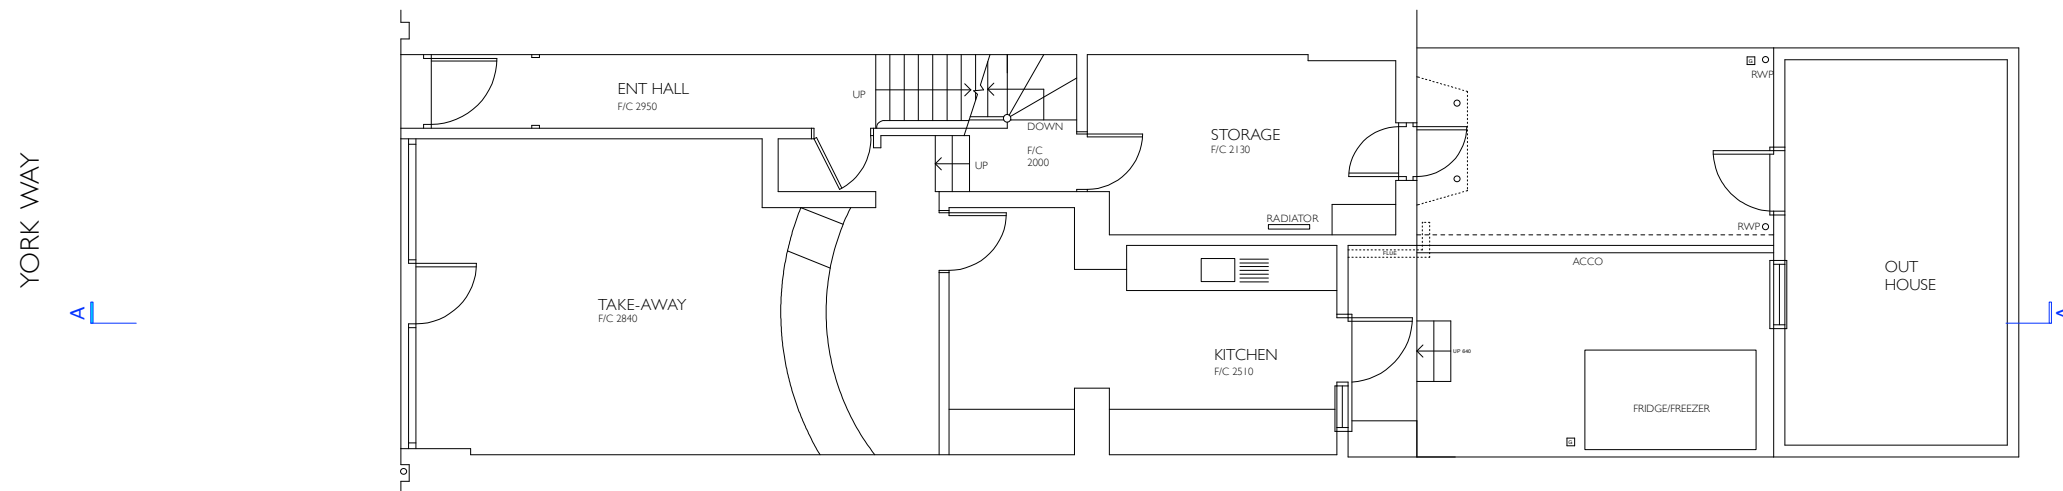 YORK WAY
A
ENT HALL
F/C 2950
UP
DOWN
F/C
2000
UP
STORAGE
F/C 2130
RADIATOR
TAKE-AWAY
F/C 2840
KITCHEN
F/C 2510
FLUE
UP 640
ACCO
FRIDGE/FREEZER
G
G
RWP
RWP
OUT
HOUSE
A